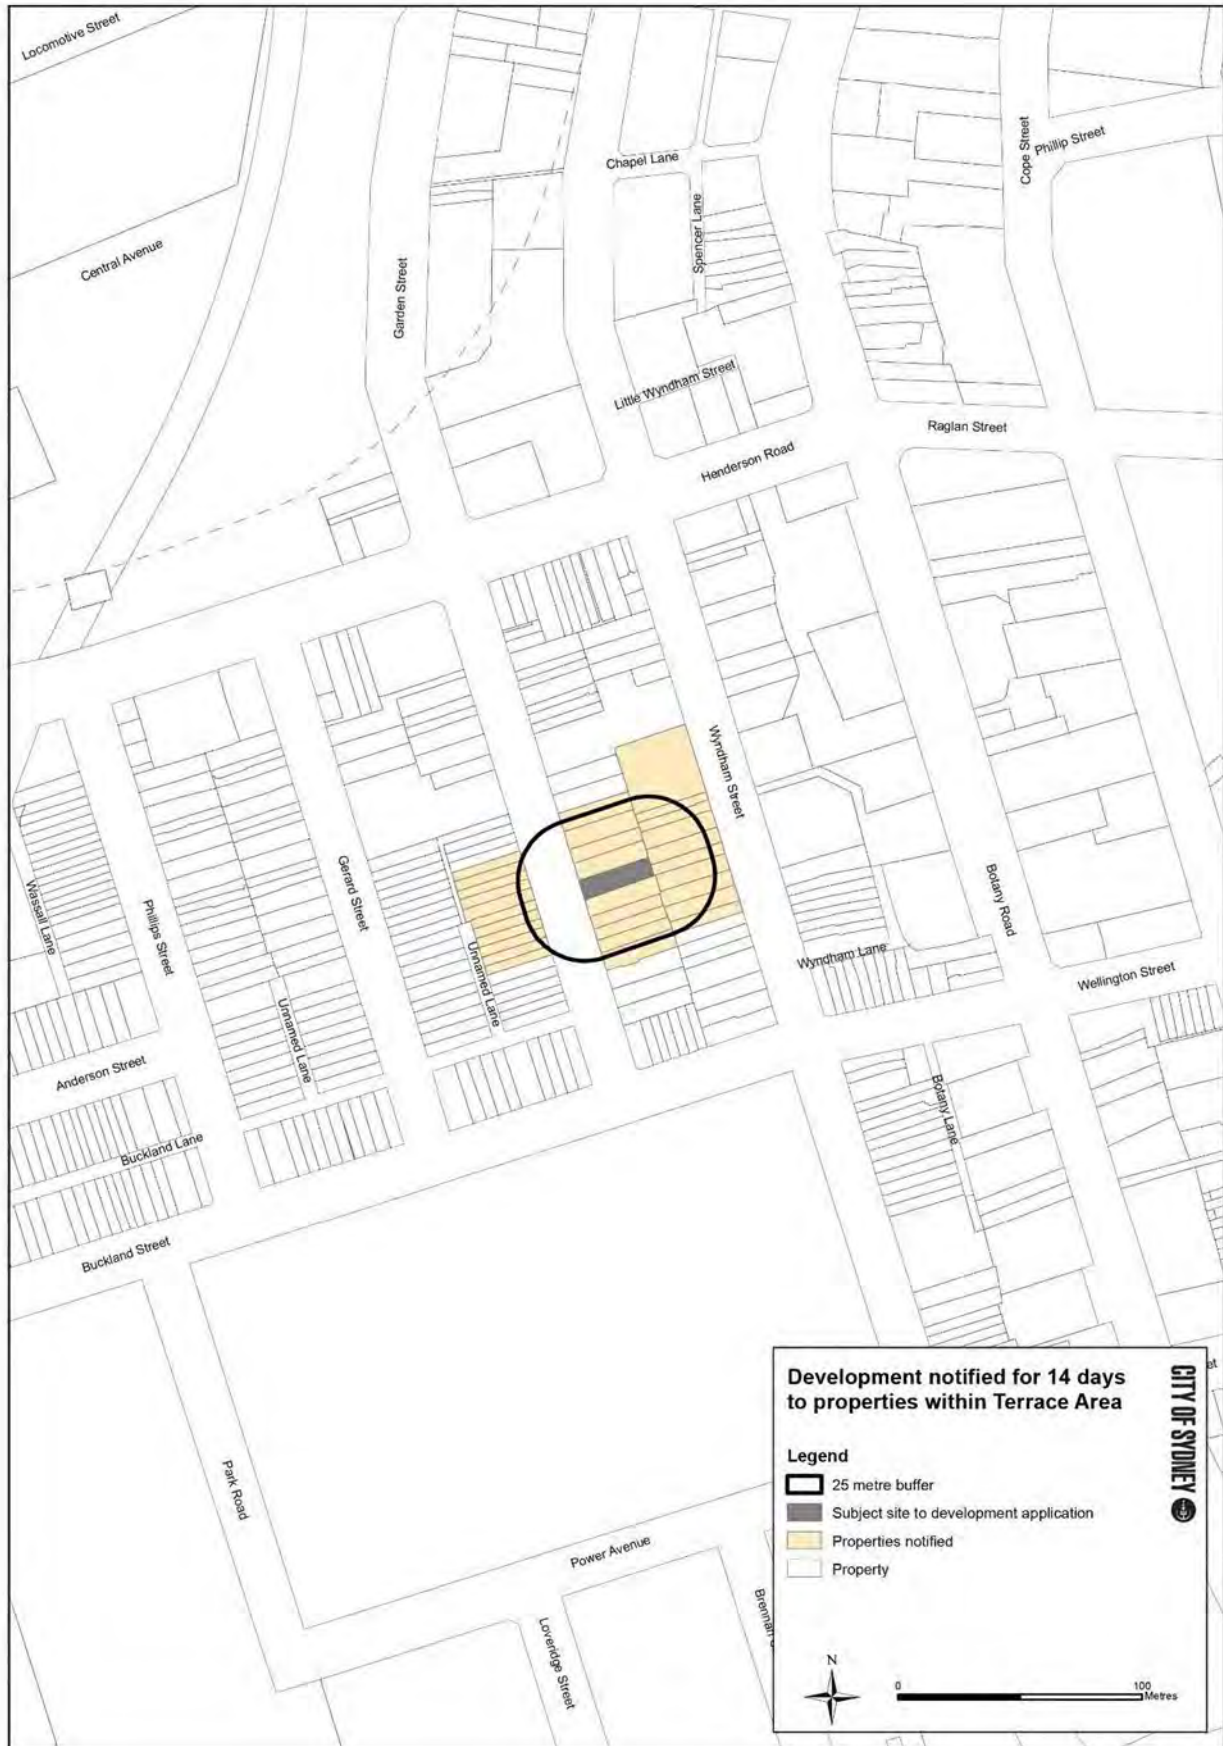 Locomotive Street
Chapel Lane
Cope Street
Phillip Street
Central Avenue
Spencer Lane
Garden Street
Little Wyndham Street
Raglan Street
Henderson Road
Wyndham Street
Wassall Lane
Phillips Street
Gerard Street
Botany Road
Unnamed Lane
Wyndham Lane
Wellington Street
Unnamed Lane
Anderson Street
Botany Lane
Buckland Lane
Buckland Street
Park Road
Power Avenue
Loveridge Street
Brennan
Development notified for 14 days
to properties within Terrace Area
CITY OF SYDNEY
Legend
25 metre buffer
Subject site to development application
Properties notified
Property
N
0 100
Metres